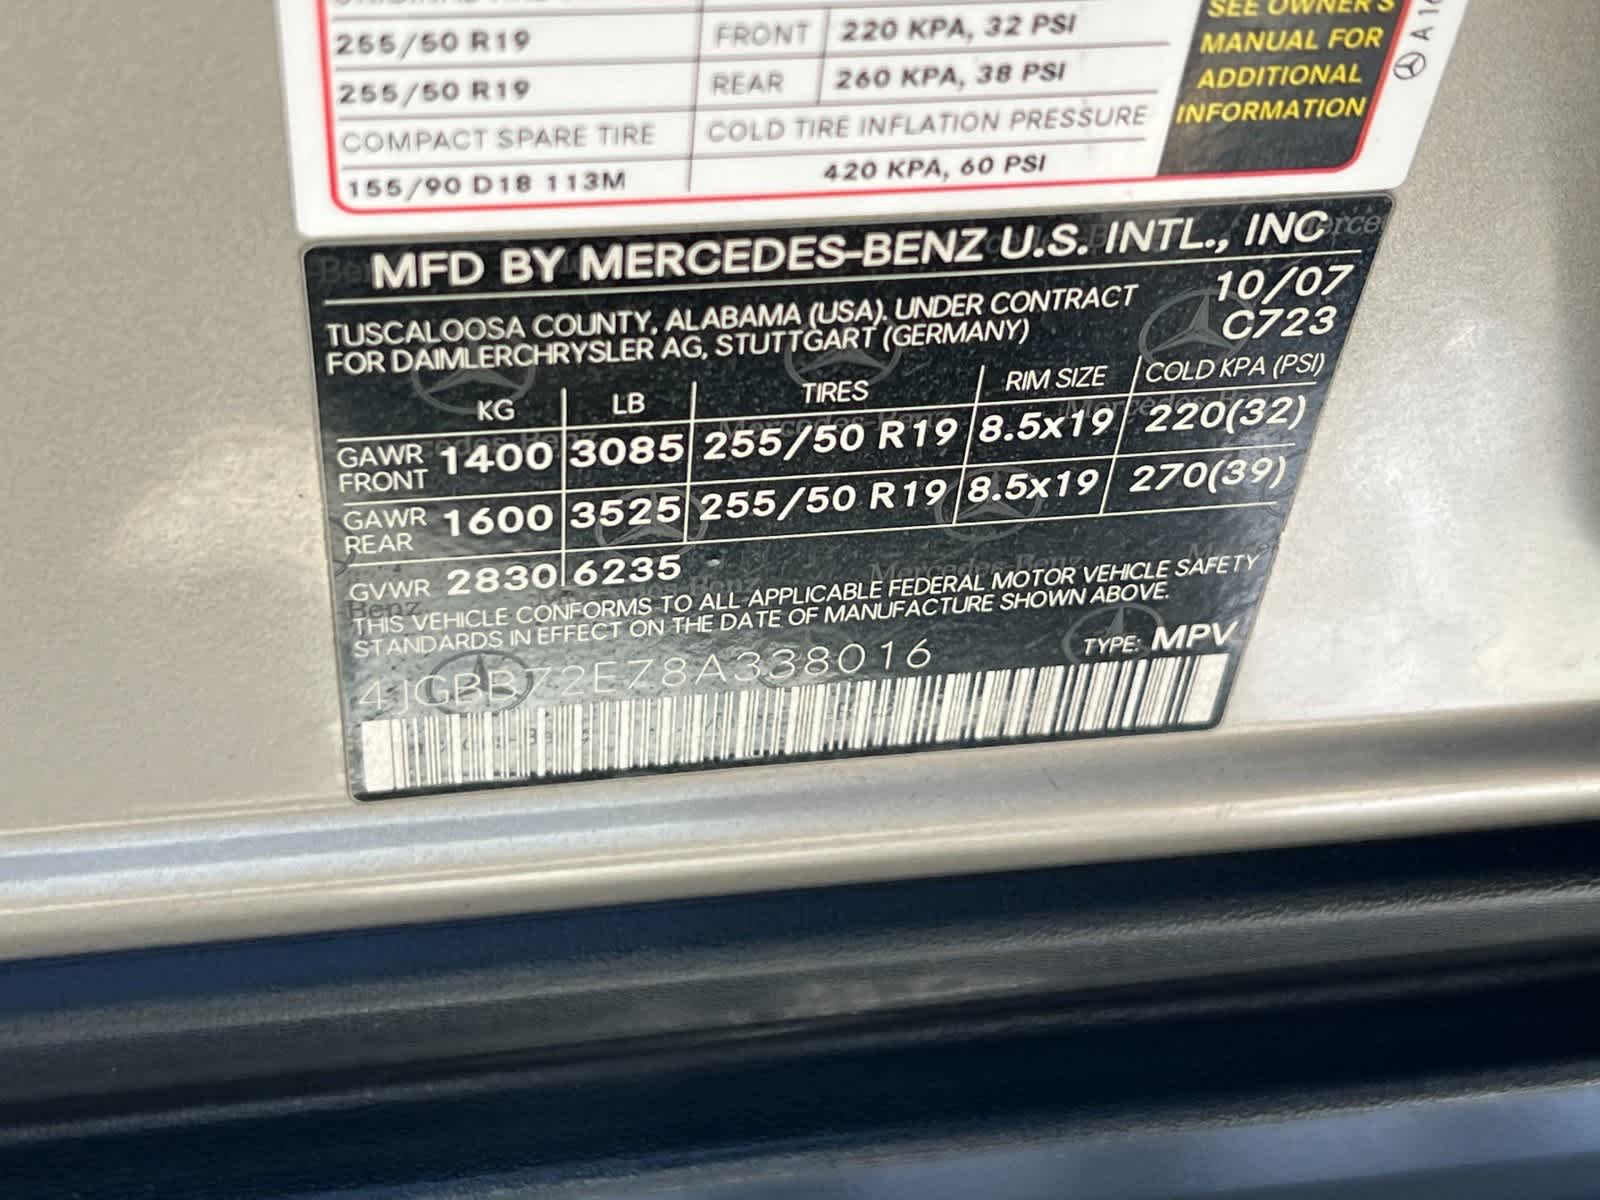 255/50 R19 FRONT 220 KPA, 32 PSI
255/50 R19 REAR 260 KPA, 38 PSI
COMPACT SPARE TIRE COLD TIRE INFLATION PRESSURE
155/90 D18 113M 420 KPA, 60 PSI
SEE OWNER'S
MANUAL FOR
ADDITIONAL
INFORMATION
MFD BY MERCEDES-BENZ U.S. INTL., INC
TUSCALOOSA COUNTY, ALABAMA (USA). UNDER CONTRACT 10/07
FOR DAIMLERCHRYSLER AG, STUTTGART (GERMANY) C723
KG LB TIRES RIM SIZE COLD KPA (PSI)
GAWR FRONT 1400 3085 255/50 R19 8.5x19 220(32)
GAWR REAR 1600 3525 255/50 R19 8.5x19 270(39)
GVWR 2830 6235
THIS VEHICLE CONFORMS TO ALL APPLICABLE FEDERAL MOTOR VEHICLE SAFETY
STANDARDS IN EFFECT ON THE DATE OF MANUFACTURE SHOWN ABOVE.
4JGBB72E78A338016 TYPE: MPV